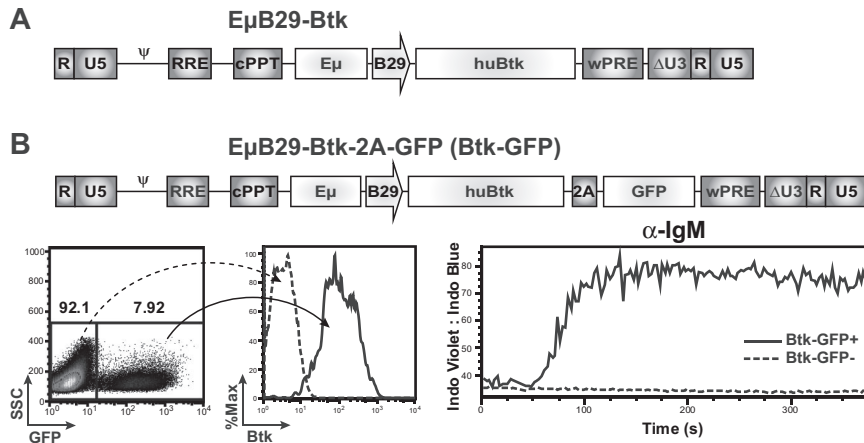 A
EμB29-Btk
R U5 ψ RRE cPPT Eμ B29 huBtk wPRE ΔU3 R U5
B
EμB29-Btk-2A-GFP (Btk-GFP)
R U5 ψ RRE cPPT Eμ B29 huBtk 2A GFP wPRE ΔU3 R U5
1000
800
600
400
200
0
92.1 7.92
10⁰ 10¹ 10² 10³ 10⁴
SSC
GFP
100
80
60
40
20
0
10⁰ 10¹ 10² 10³ 10⁴
%Max
Btk
α-IgM
Indo Violet : Indo Blue
80
70
60
50
40
Btk-GFP+
Btk-GFP-
0 100 200 300
Time (s)